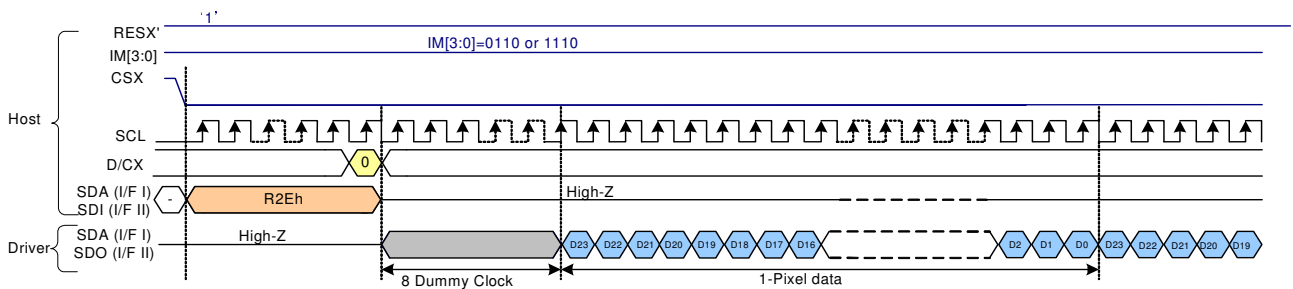 '1'
RESX'
IM[3:0]=0110 or 1110
IM[3:0]
CSX
Host
SCL
D/CX
0
SDA (I/F I)
SDI (I/F II)
-
R2Eh
High-Z
Driver
SDA (I/F I)
SDO (I/F II)
High-Z
D23 D22 D21 D20 D19 D18 D17 D16 D2 D1 D0 D23 D22 D21 D20 D19
8 Dummy Clock
1-Pixel data